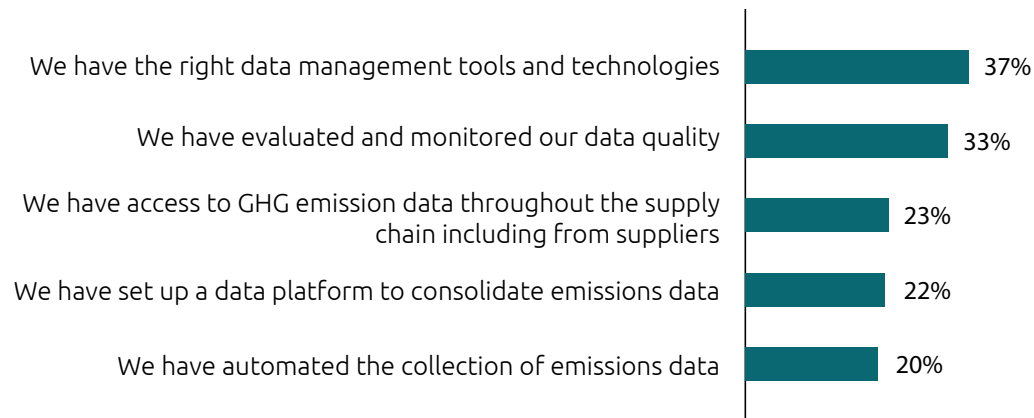 We have the right data management tools and technologies
37%
We have evaluated and monitored our data quality
33%
We have access to GHG emission data throughout the supply
chain including from suppliers
23%
We have set up a data platform to consolidate emissions data
22%
We have automated the collection of emissions data
20%